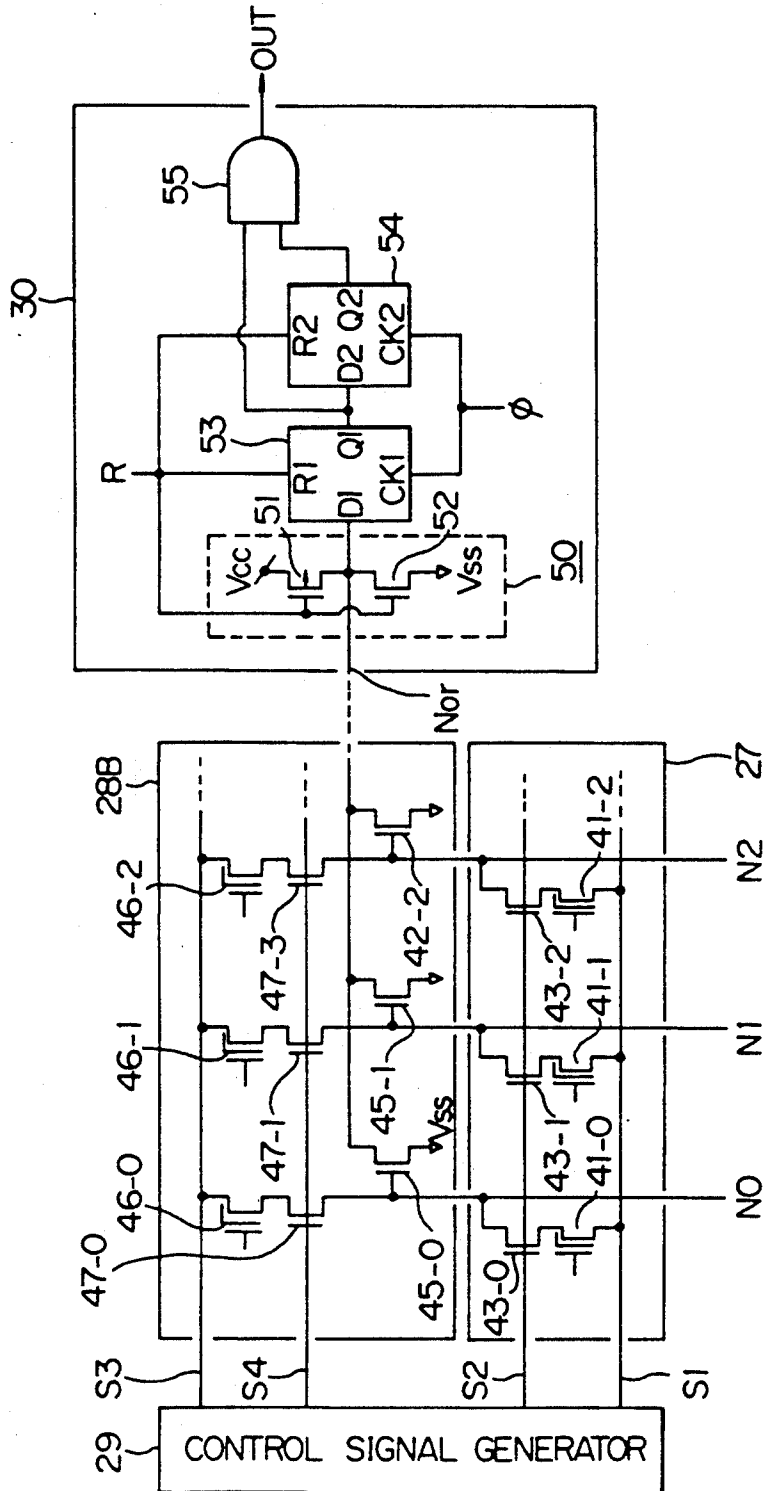 29
CONTROL SIGNAL GENERATOR
S3
S4
S2
S1
28B
46-0
46-1
46-2
47-0
47-1
47-3
45-0
45-1
42-2
Vss
27
43-0
41-0
43-1
41-1
43-2
41-2
N0
N1
N2
Nor
30
R
Vcc
51
52
Vss
50
53
R1
D1
Q1
CK1
54
R2
D2
Q2
CK2
φ
55
OUT